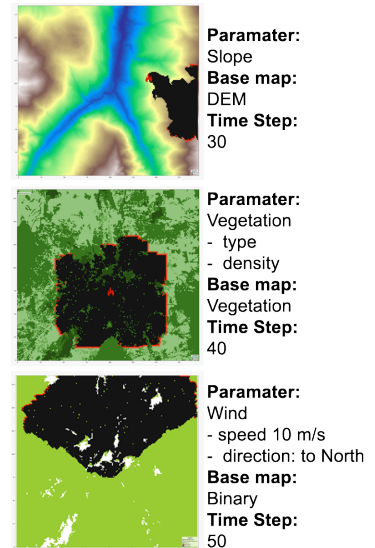 Paramater:
Slope
Base map:
DEM
Time Step:
30
Paramater:
Vegetation
- type
- density
Base map:
Vegetation
Time Step:
40
Paramater:
Wind
- speed 10 m/s
- direction: to North
Base map:
Binary
Time Step:
50